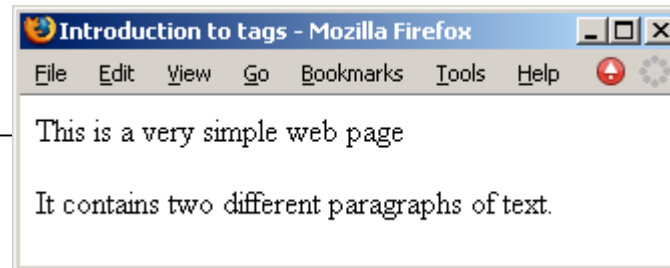 Introduction to tags - Mozilla Firefox
File Edit View Go Bookmarks Tools Help
This is a very simple web page
It contains two different paragraphs of text.